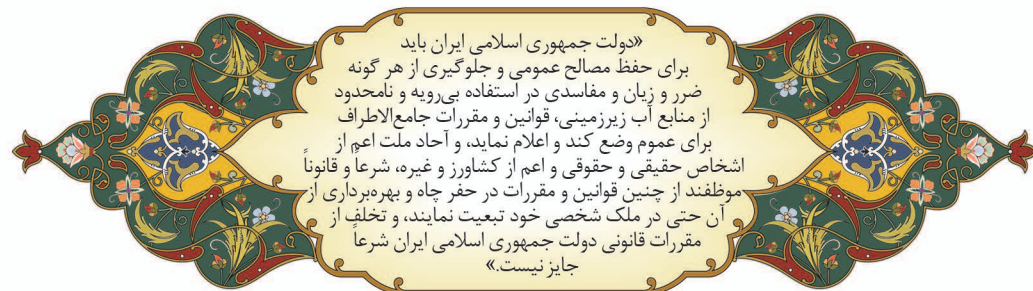 «دولت جمهوری اسلامی ایران باید
برای حفظ مصالح عمومی و جلوگیری از هر گونه
ضرر و زیان و مفاسدی در استفاده بی‌رویه و نامحدود
از منابع آب زیرزمینی، قوانین و مقررات جامع‌الاطراف
برای عموم وضع کند و اعلام نماید، و آحاد ملت اعم از
اشخاص حقیقی و حقوقی و اعم از کشاورز و غیره، شرعاً و قانوناً
موظفند از چنین قوانین و مقررات در حفر چاه و بهره‌برداری از
آن حتی در ملک شخصی خود تبعیت نمایند، و تخلف از
مقررات قانونی دولت جمهوری اسلامی ایران شرعاً
جایز نیست.»